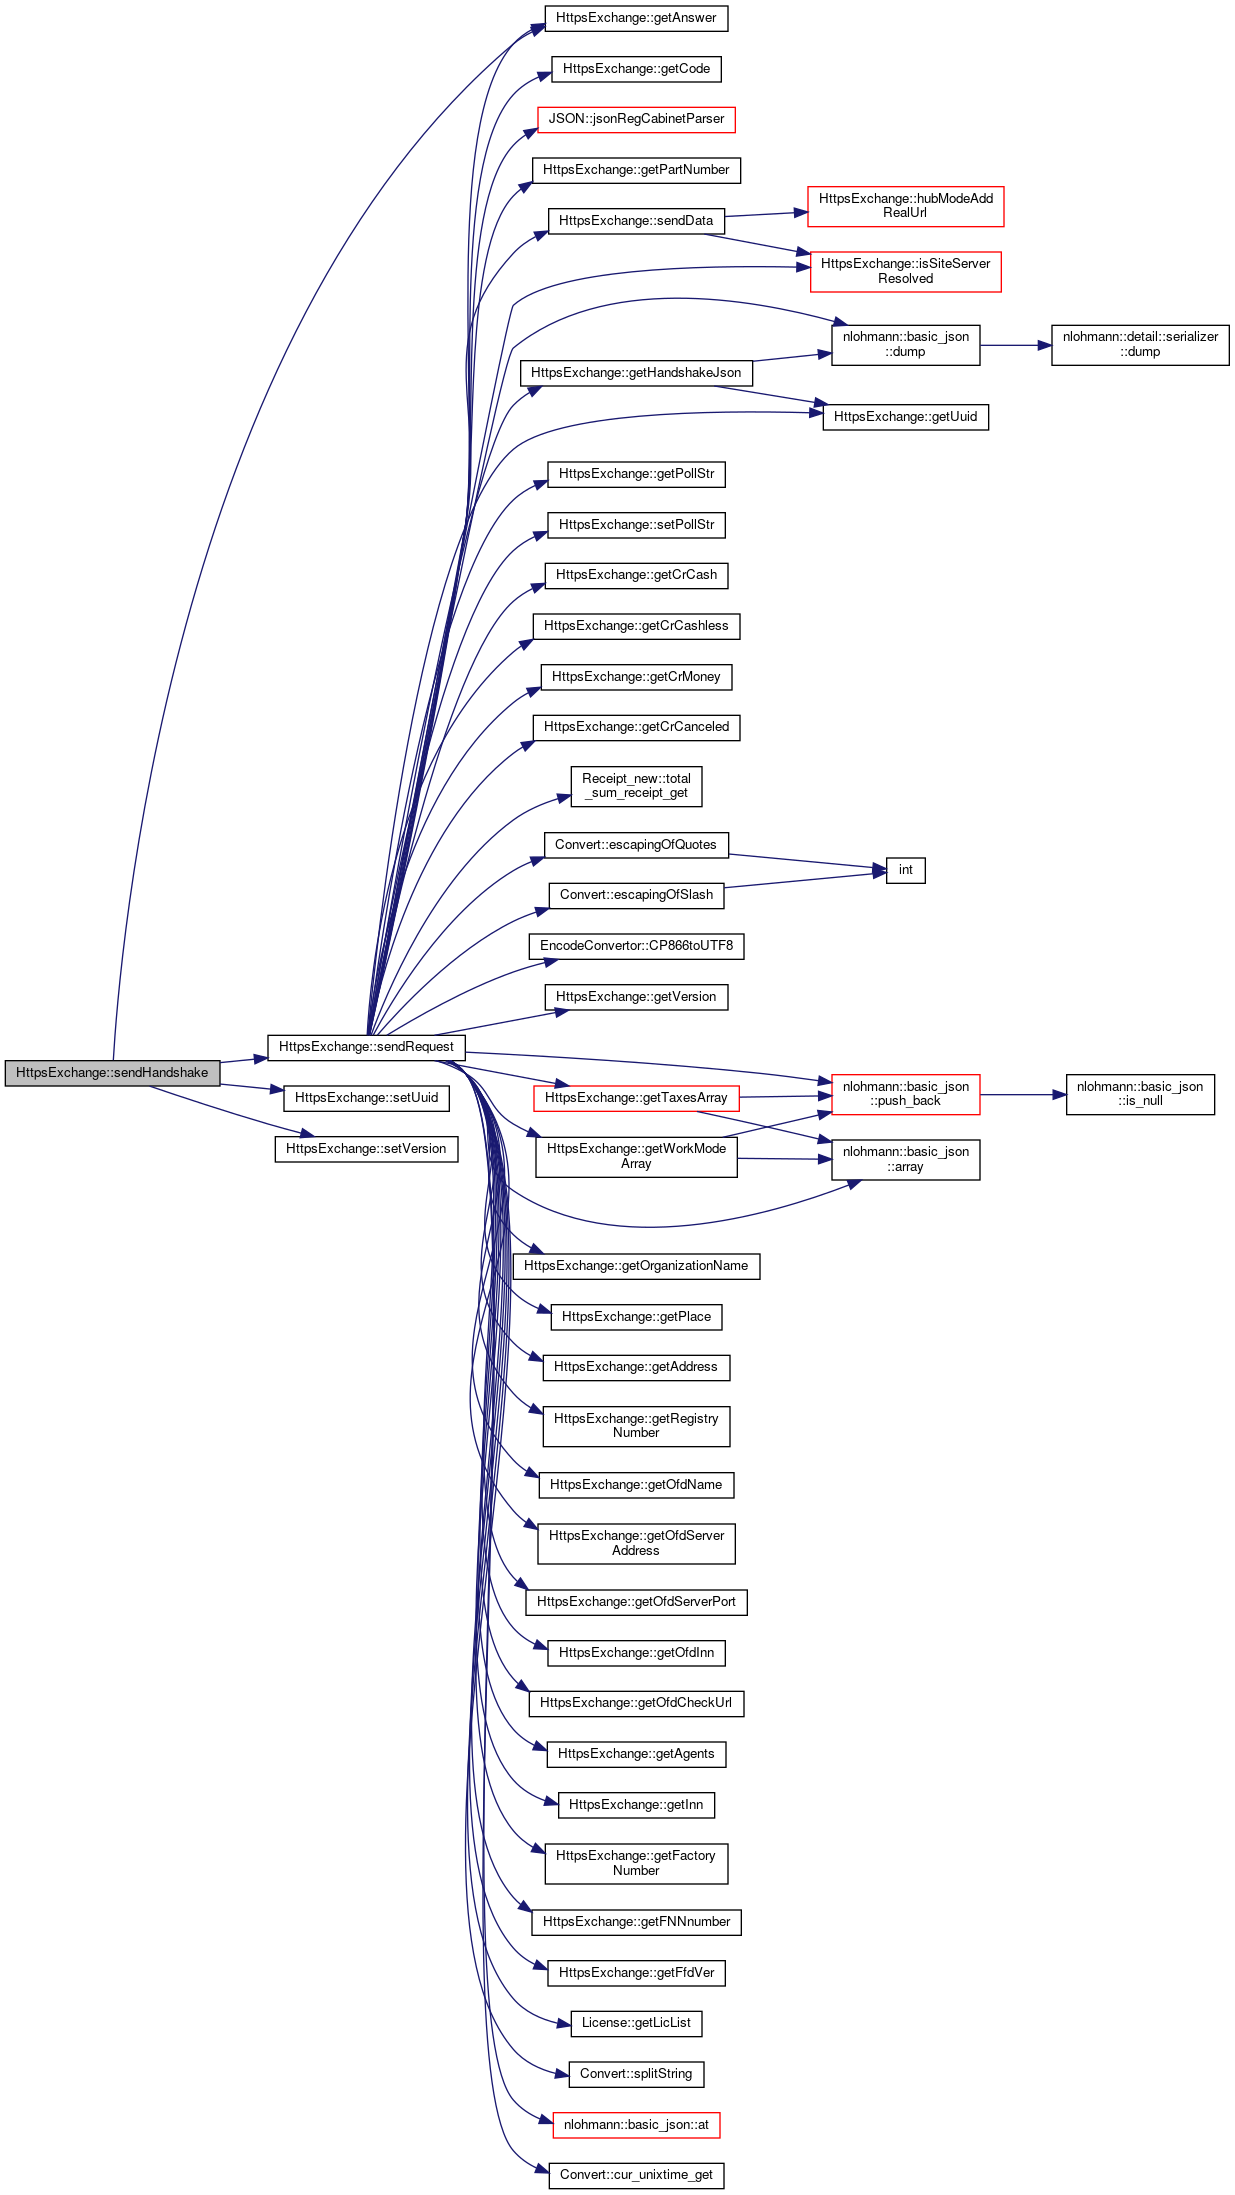 HttpsExchange::getAnswer
HttpsExchange::getCode
JSON::jsonRegCabinetParser
HttpsExchange::getPartNumber
HttpsExchange::sendData
HttpsExchange::hubModeAdd
RealUrl
HttpsExchange::isSiteServer
Resolved
nlohmann::basic_json
::dump
nlohmann::detail::serializer
::dump
HttpsExchange::getHandshakeJson
HttpsExchange::getUuid
HttpsExchange::getPollStr
HttpsExchange::setPollStr
HttpsExchange::getCrCash
HttpsExchange::getCrCashless
HttpsExchange::getCrMoney
HttpsExchange::getCrCanceled
Receipt_new::total
_sum_receipt_get
Convert::escapingOfQuotes
int
Convert::escapingOfSlash
EncodeConvertor::CP866toUTF8
HttpsExchange::getVersion
HttpsExchange::sendRequest
HttpsExchange::sendHandshake
HttpsExchange::setUuid
HttpsExchange::setVersion
HttpsExchange::getTaxesArray
nlohmann::basic_json
::push_back
nlohmann::basic_json
::is_null
HttpsExchange::getWorkMode
Array
nlohmann::basic_json
::array
HttpsExchange::getOrganizationName
HttpsExchange::getPlace
HttpsExchange::getAddress
HttpsExchange::getRegistry
Number
HttpsExchange::getOfdName
HttpsExchange::getOfdServer
Address
HttpsExchange::getOfdServerPort
HttpsExchange::getOfdInn
HttpsExchange::getOfdCheckUrl
HttpsExchange::getAgents
HttpsExchange::getInn
HttpsExchange::getFactory
Number
HttpsExchange::getFNNnumber
HttpsExchange::getFfdVer
License::getLicList
Convert::splitString
nlohmann::basic_json::at
Convert::cur_unixtime_get